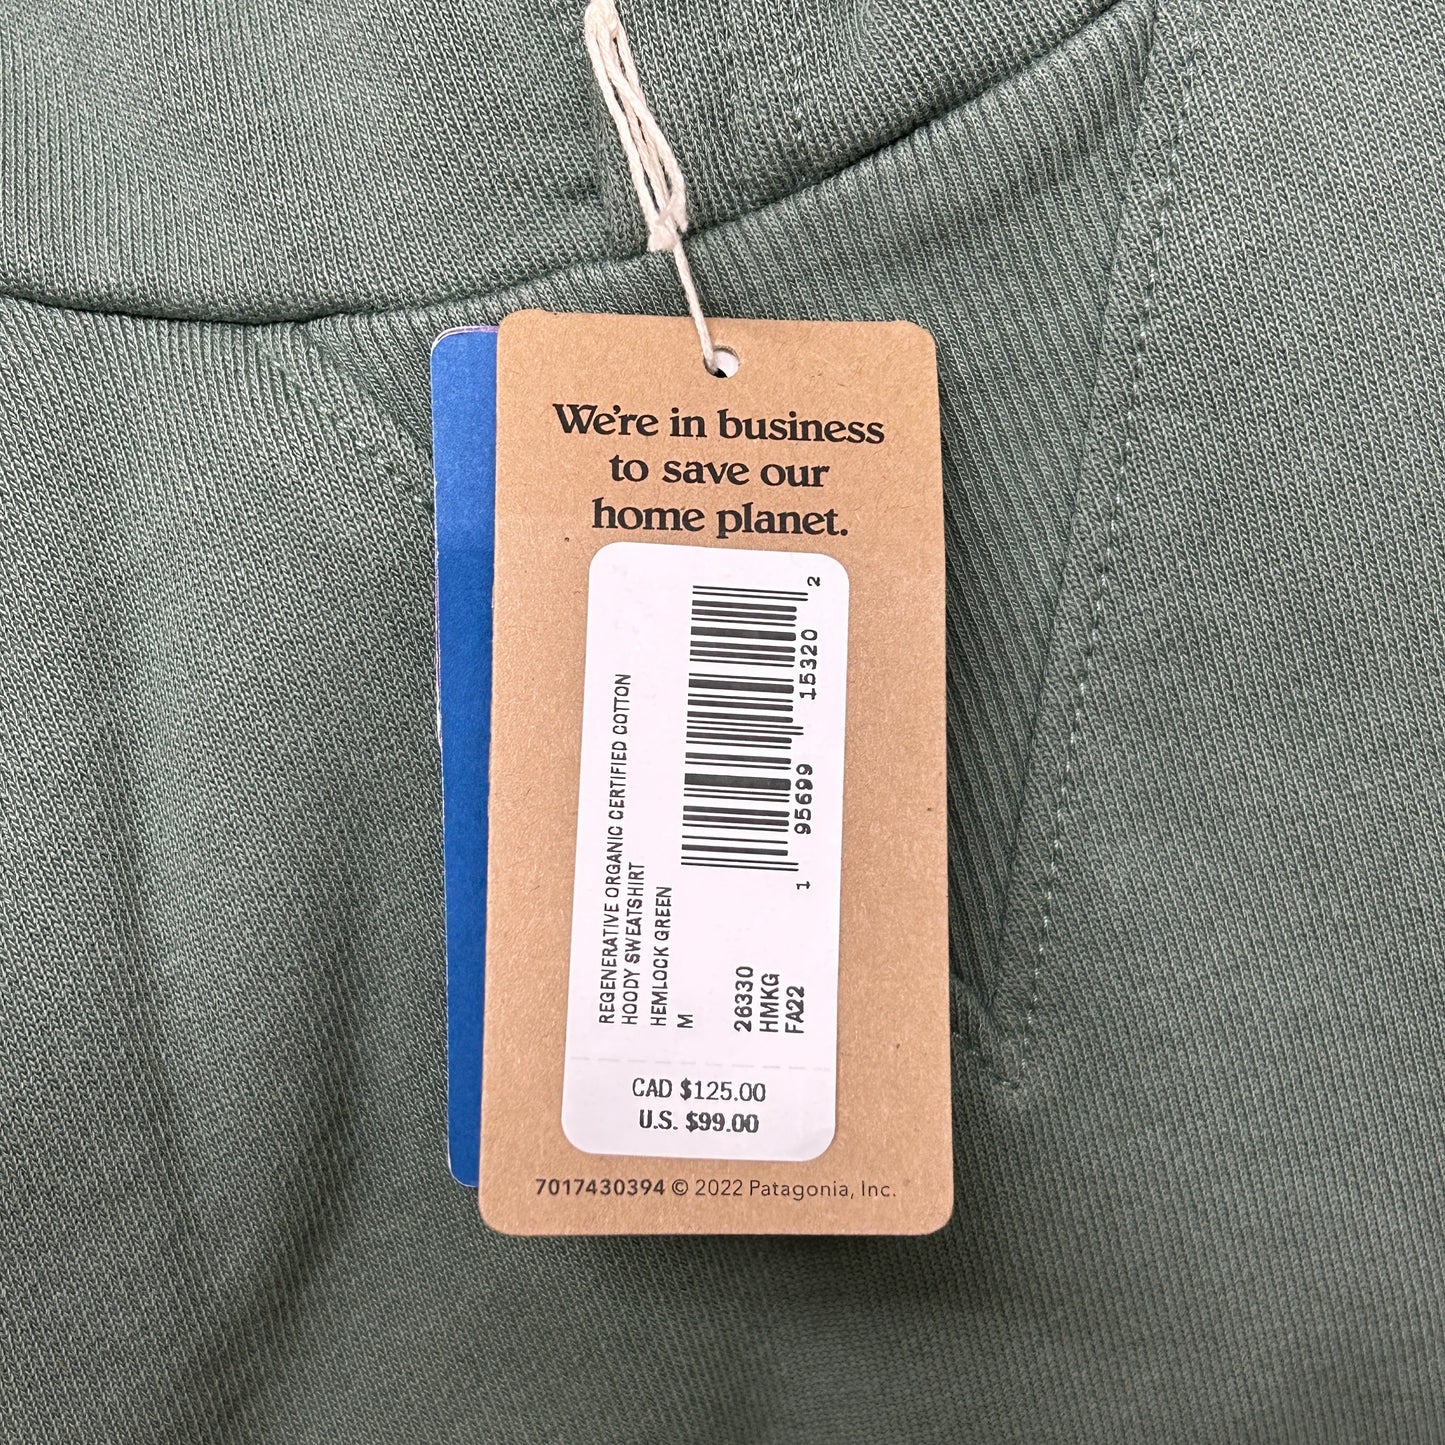 We're in business
to save our
home planet.
REGENERATIVE ORGANIC CERTIFIED COTTON
HOODY SWEATSHIRT
HEMLOCK GREEN
M
26330
HMKG
FA22
1 95699 15320 2
CAD $125.00
U.S. $99.00
7017430394 © 2022 Patagonia, Inc.